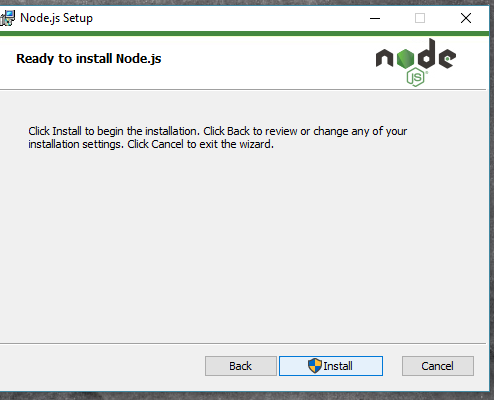 Node.js Setup
Ready to install Node.js
node
JS
Click Install to begin the installation. Click Back to review or change any of your
installation settings. Click Cancel to exit the wizard.
Back
Install
Cancel